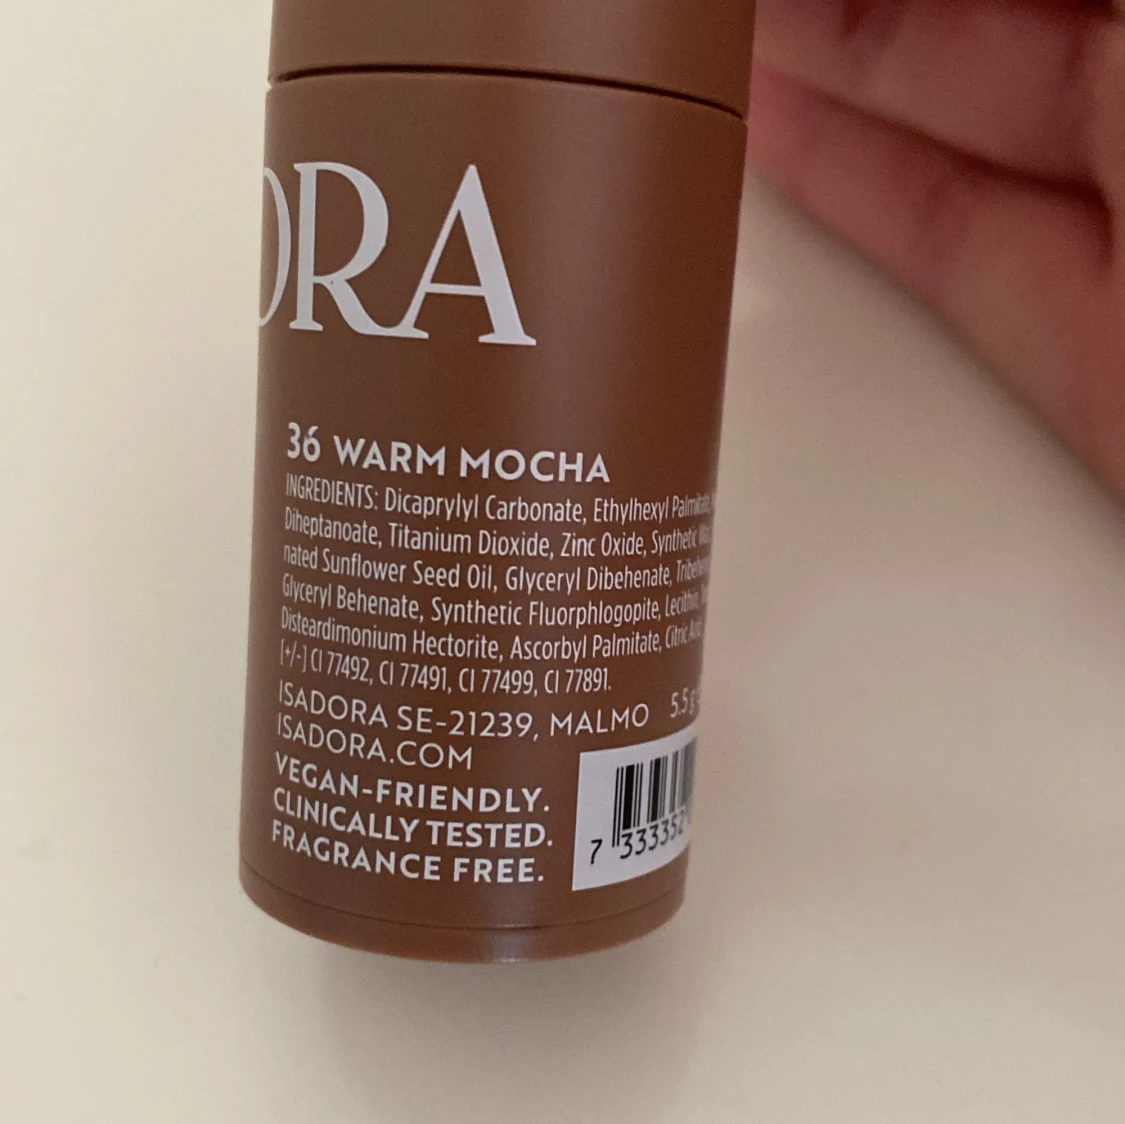 ORA
36 WARM MOCHA
INGREDIENTS: Dicaprylyl Carbonate, Ethylhexyl Palmitate,
Diheptanoate, Titanium Dioxide, Zinc Oxide, Synthetic
nated Sunflower Seed Oil, Glyceryl Dibehenate,
Glyceryl Behenate, Synthetic Fluorphlogopite, Lecithin,
Disteardimonium Hectorite, Ascorbyl Palmitate, Citric
[+/-] CI 77492, CI 77491, CI 77499, CI 77891.
ISADORA SE-21239, MALMO 5.5 g
ISADORA.COM
VEGAN-FRIENDLY.
CLINICALLY TESTED.
FRAGRANCE FREE.
7 333352